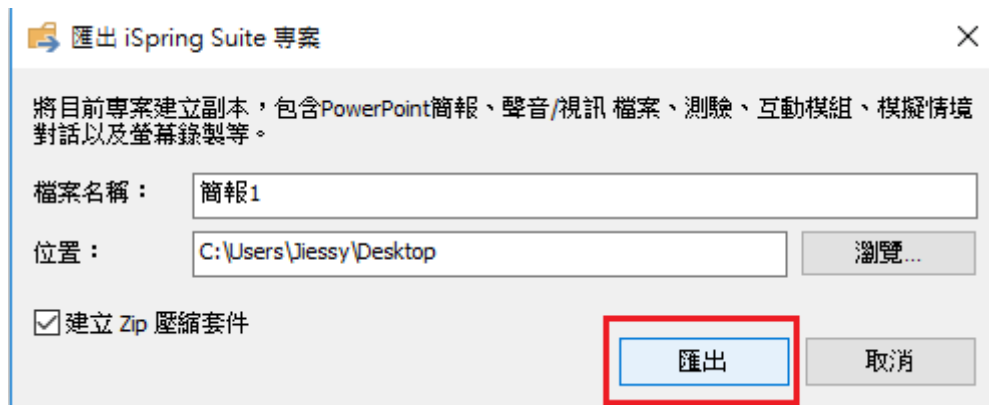 匯出 iSpring Suite 專案
將目前專案建立副本，包含PowerPoint簡報、聲音/視訊 檔案、測驗、互動模組、模擬情境
對話以及螢幕錄製等。
檔案名稱： 簡報1
位置： C:\Users\Jiessy\Desktop 瀏覽...
建立 Zip 壓縮套件
匯出 取消